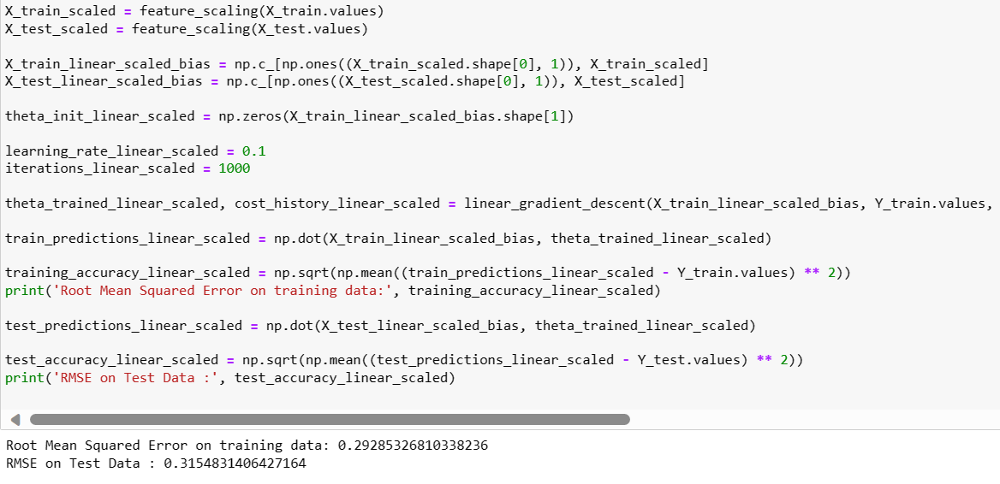 X_train_scaled = feature_scaling(X_train.values)
X_test_scaled = feature_scaling(X_test.values)
X_train_linear_scaled_bias = np.c_[np.ones((X_train_scaled.shape[0], 1)), X_train_scaled]
X_test_linear_scaled_bias = np.c_[np.ones((X_test_scaled.shape[0], 1)), X_test_scaled]
theta_init_linear_scaled = np.zeros(X_train_linear_scaled_bias.shape[1])
learning_rate_linear_scaled = 0.1
iterations_linear_scaled = 1000
theta_trained_linear_scaled, cost_history_linear_scaled = linear_gradient_descent(X_train_linear_scaled_bias, Y_train.values,
train_predictions_linear_scaled = np.dot(X_train_linear_scaled_bias, theta_trained_linear_scaled)
training_accuracy_linear_scaled = np.sqrt(np.mean((train_predictions_linear_scaled - Y_train.values) ** 2))
print('Root Mean Squared Error on training data:', training_accuracy_linear_scaled)
test_predictions_linear_scaled = np.dot(X_test_linear_scaled_bias, theta_trained_linear_scaled)
test_accuracy_linear_scaled = np.sqrt(np.mean((test_predictions_linear_scaled - Y_test.values) ** 2))
print('RMSE on Test Data :', test_accuracy_linear_scaled)
Root Mean Squared Error on training data: 0.29285326810338236
RMSE on Test Data : 0.3154831406427164